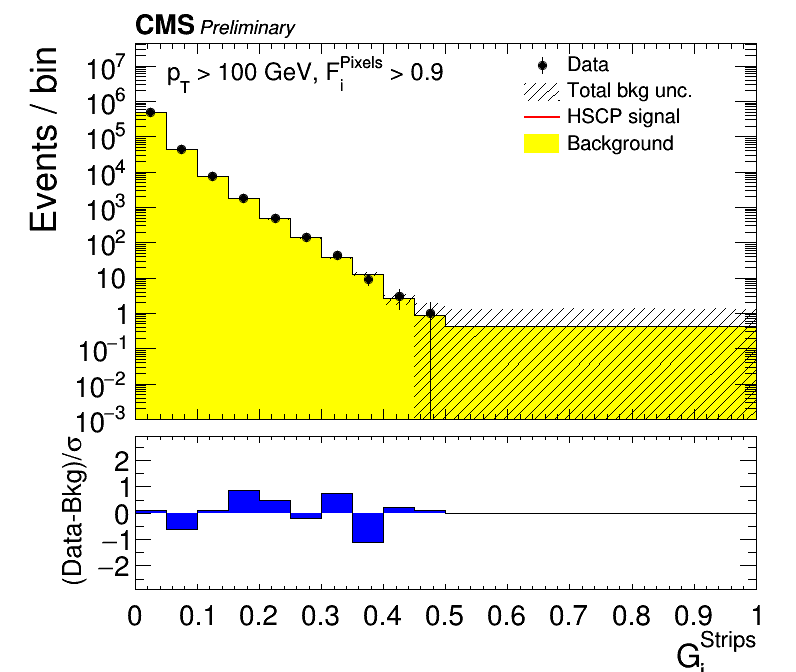 CMS Preliminary
p_T > 100 GeV, F_i^Pixels > 0.9
Data
Total bkg unc.
HSCP signal
Background
Events / bin
10^7
10^6
10^5
10^4
10^3
10^2
10
1
10^−1
10^−2
10^−3
(Data-Bkg)/σ
2
1
0
−1
−2
0 0.1 0.2 0.3 0.4 0.5 0.6 0.7 0.8 0.9 1
G_i^Strips